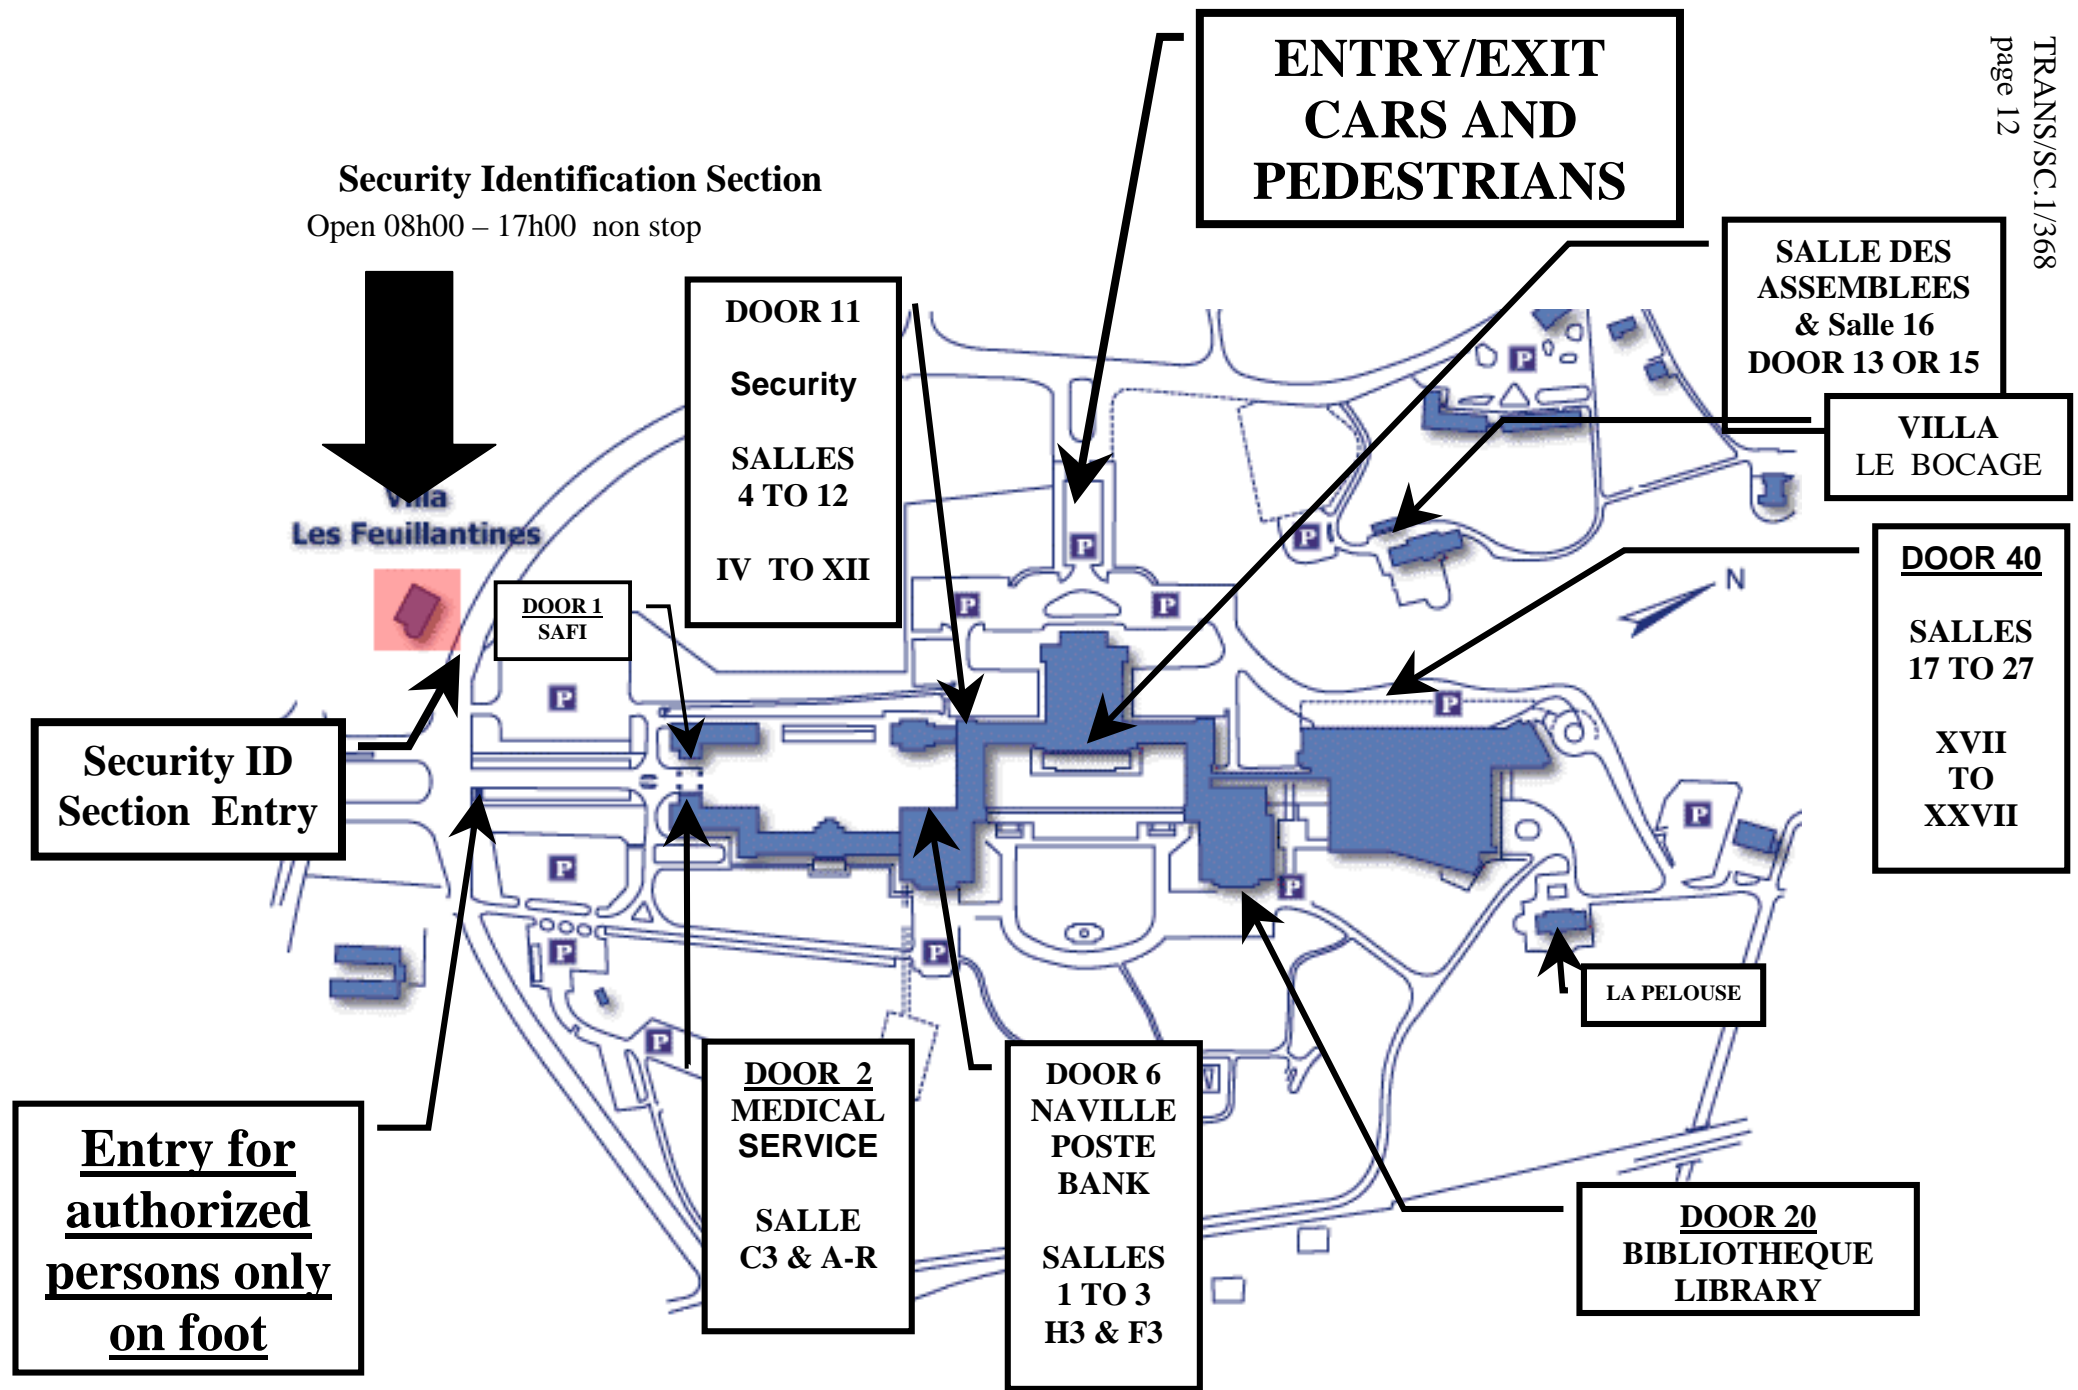 TRANS/SC.1/368
page 12
ENTRY/EXIT
CARS AND
PEDESTRIANS
Security Identification Section
Open 08h00 – 17h00 non stop
SALLE DES
ASSEMBLEES
& Salle 16
DOOR 13 OR 15
DOOR 11
Security
SALLES
4 TO 12
IV TO XII
VILLA
LE BOCAGE
Villa
Les Feuillantines
DOOR 40
SALLES
17 TO 27
XVII
TO
XXVII
DOOR 1
SAFI
N
P
P
P
P
P
P
P
P
P
P
P
P
P
Security ID
Section Entry
LA PELOUSE
Entry for
authorized
persons only
on foot
DOOR 2
MEDICAL
SERVICE
SALLE
C3 & A-R
DOOR 6
NAVILLE
POSTE
BANK
SALLES
1 TO 3
H3 & F3
DOOR 20
BIBLIOTHEQUE
LIBRARY